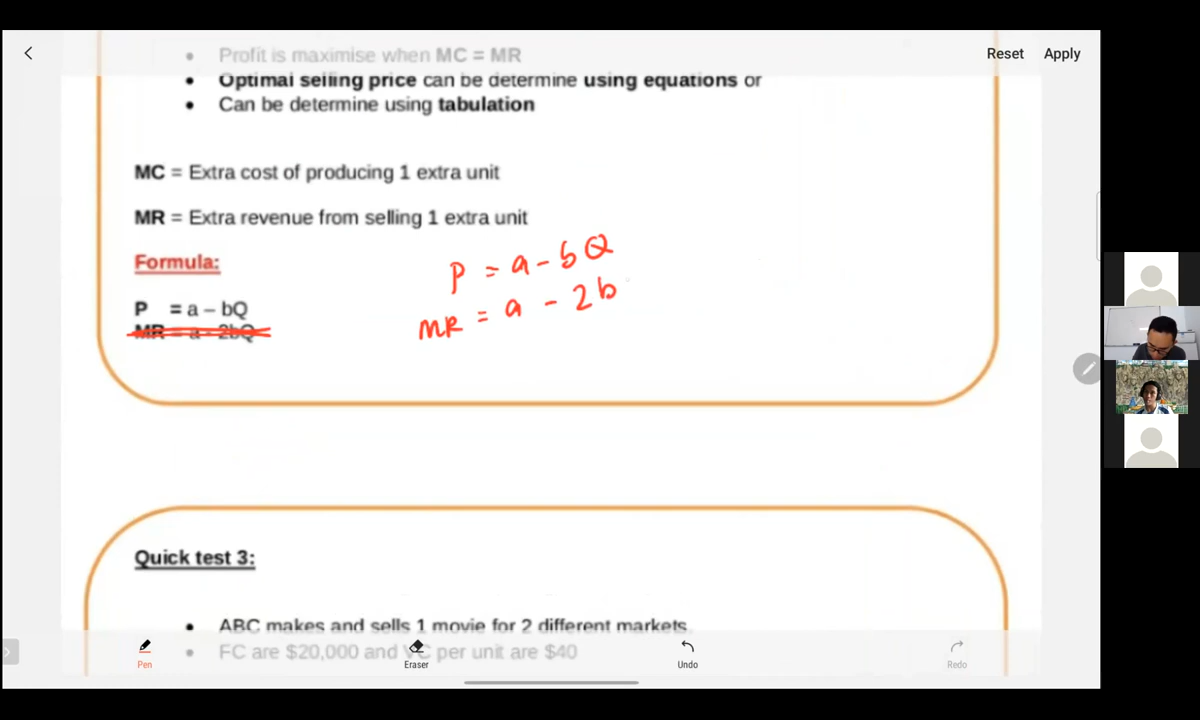 Profit is maximise when MC = MR
Reset Apply
Optimal selling price can be determine using equations or
Can be determine using tabulation
MC = Extra cost of producing 1 extra unit
MR = Extra revenue from selling 1 extra unit
Formula:
P = a - bQ
MR = a - 2b
P = a – bQ
MR = a - 2bQ
Quick test 3:
ABC makes and sells 1 movie for 2 different markets.
FC are $20,000 and VC per unit are $40
Pen Eraser Undo Redo